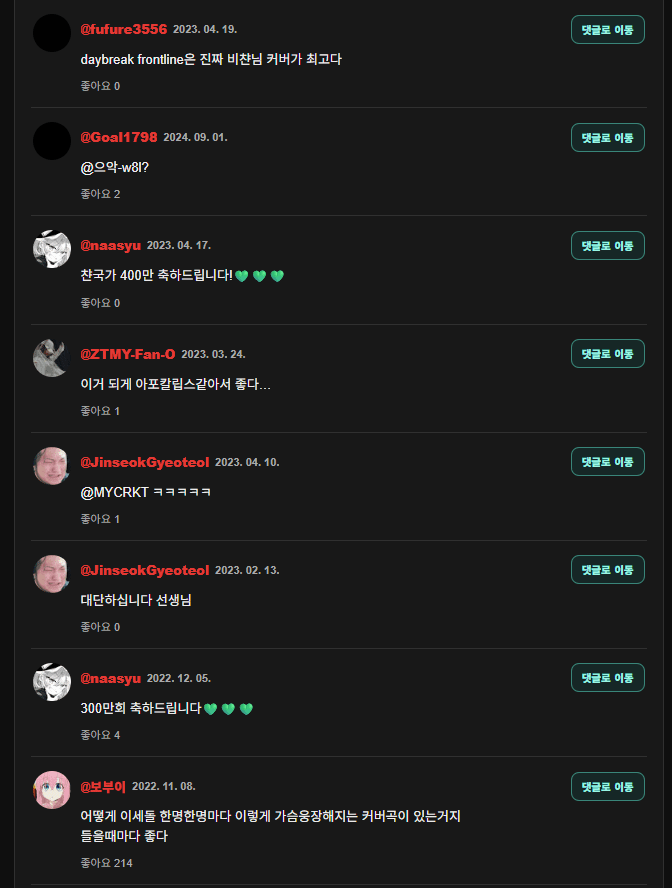 @fufure3556 2023. 04. 19. 댓글로 이동
daybreak frontline은 진짜 비챤님 커버가 최고다
좋아요 0
@Goal1798 2024. 09. 01. 댓글로 이동
@으악-w8l?
좋아요 2
@naasyu 2023. 04. 17. 댓글로 이동
챤국가 400만 축하드립니다!💚 💚 💚
좋아요 0
@ZTMY-Fan-O 2023. 03. 24. 댓글로 이동
이거 되게 아포칼립스같아서 좋다...
좋아요 1
@JinseokGyeoteol 2023. 04. 10. 댓글로 이동
@MYCRKT ㅋㅋㅋㅋㅋ
좋아요 1
@JinseokGyeoteol 2023. 02. 13. 댓글로 이동
대단하십니다 선생님
좋아요 0
@naasyu 2022. 12. 05. 댓글로 이동
300만회 축하드립니다💚 💚 💚
좋아요 4
@보부이 2022. 11. 08. 댓글로 이동
어떻게 이세돌 한명한명마다 이렇게 가슴웅장해지는 커버곡이 있는거지
들을때마다 좋다
좋아요 214